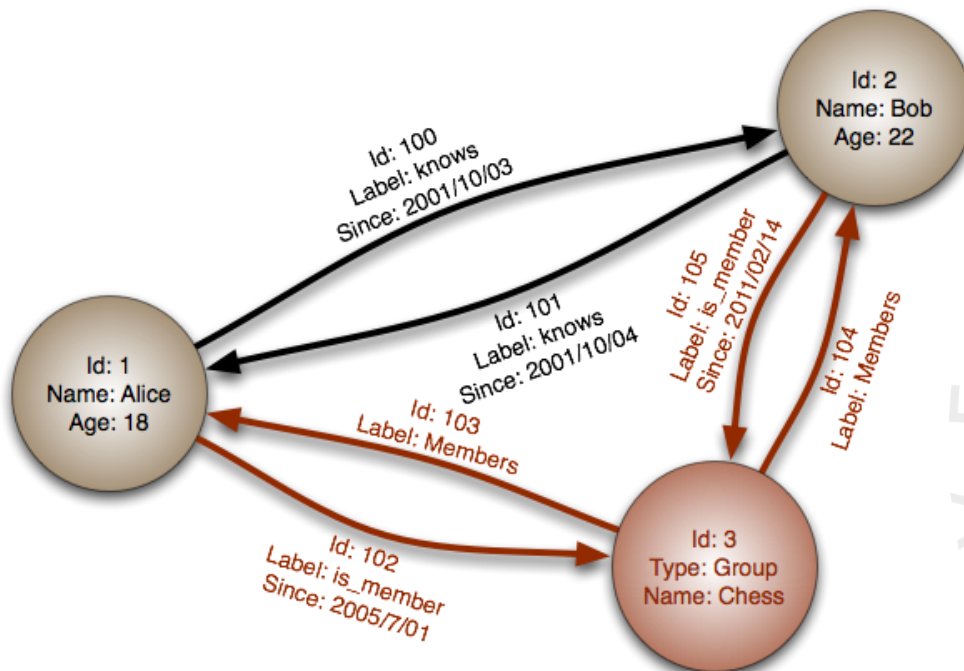 Id: 2
Name: Bob
Age: 22
Id: 100
Label: knows
Since: 2001/10/03
Id: 101
Label: knows
Since: 2001/10/04
Id: 105
Label: is_member
Since: 2011/02/14
Id: 104
Label: Members
Id: 1
Name: Alice
Age: 18
Id: 103
Label: Members
Id: 102
Label: is_member
Since: 2005/7/01
Id: 3
Type: Group
Name: Chess